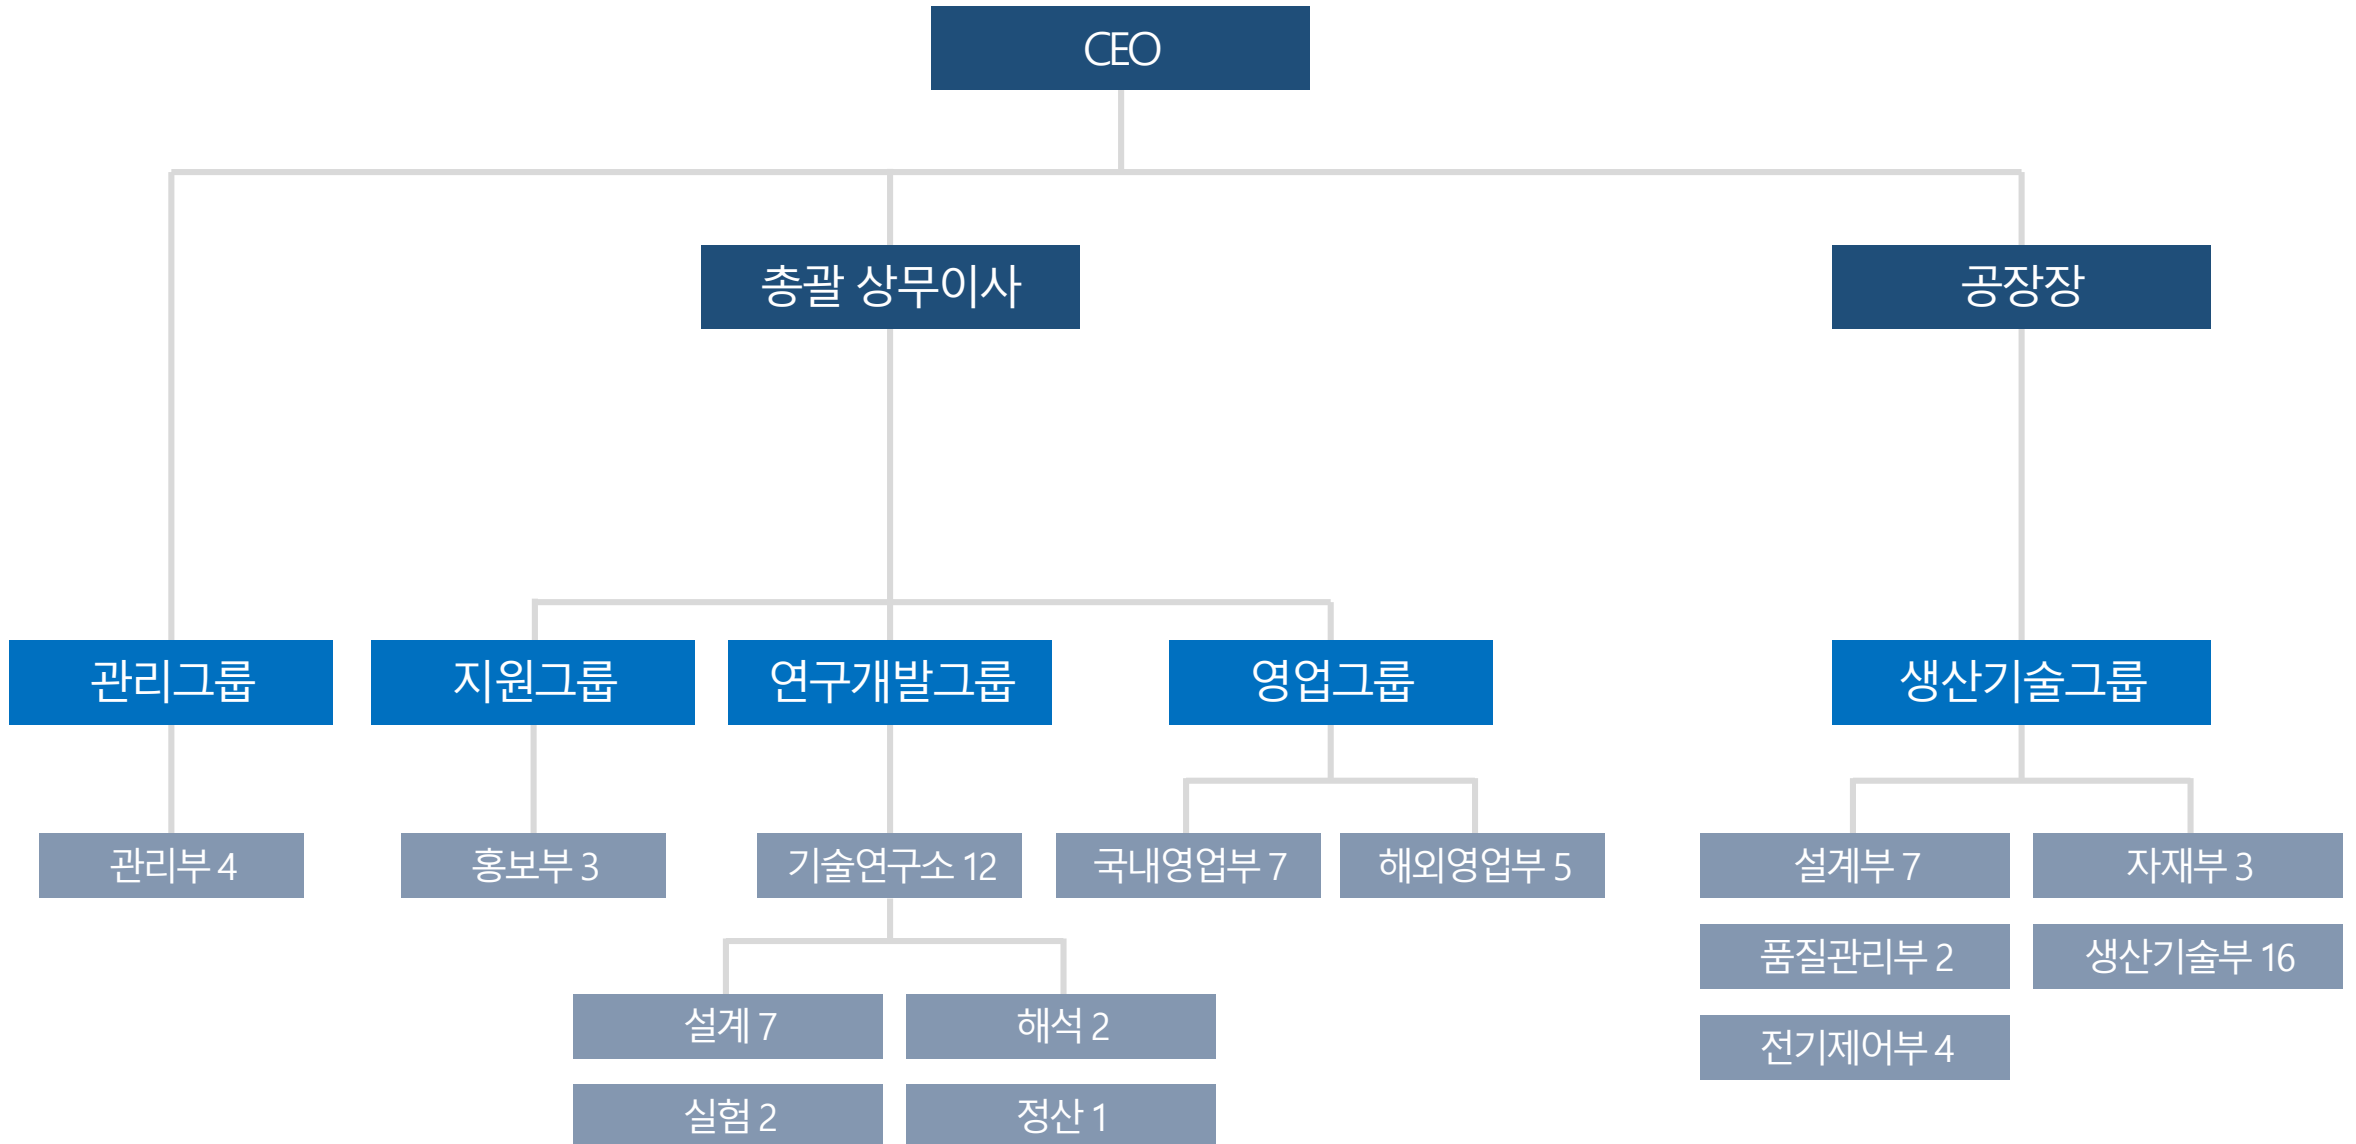 CEO
총괄 상무이사
공장장
관리그룹
지원그룹
연구개발그룹
영업그룹
생산기술그룹
관리부 4
홍보부 3
기술연구소 12
국내영업부 7
해외영업부 5
설계부 7
자재부 3
품질관리부 2
생산기술부 16
설계 7
해석 2
전기제어부 4
실험 2
정산 1